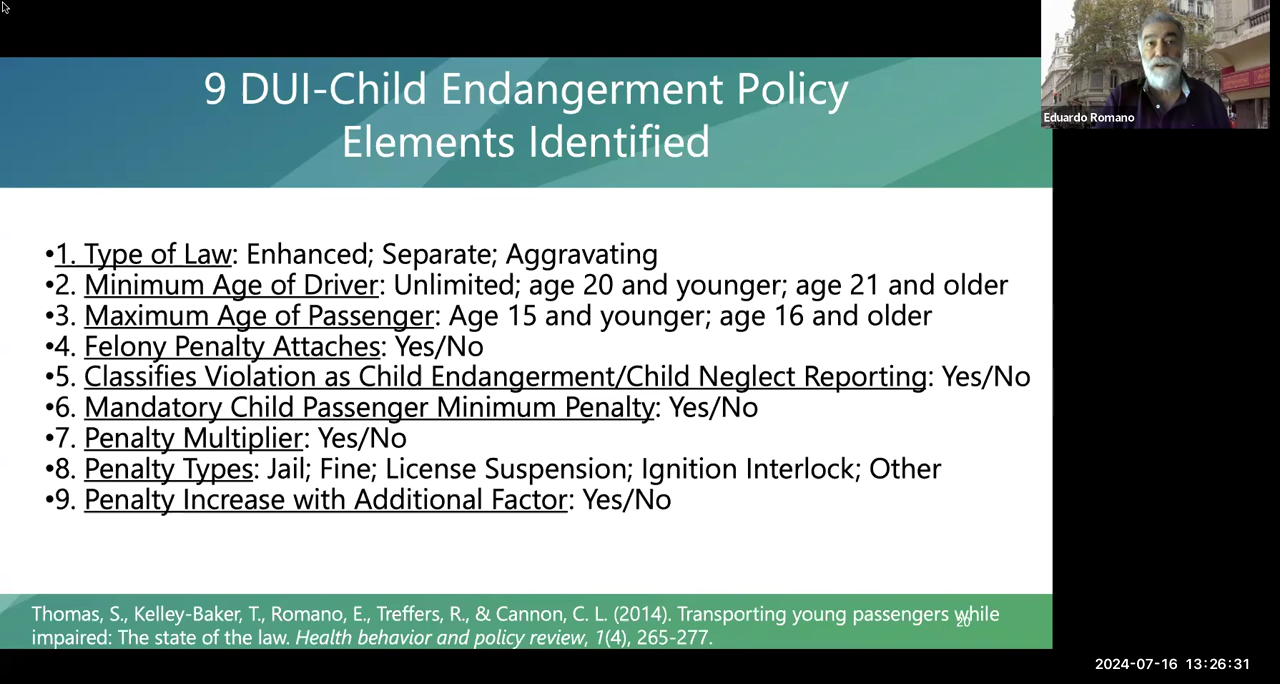 9 DUI-Child Endangerment Policy
Elements Identified
Eduardo Romano
•1. Type of Law: Enhanced; Separate; Aggravating
•2. Minimum Age of Driver: Unlimited; age 20 and younger; age 21 and older
•3. Maximum Age of Passenger: Age 15 and younger; age 16 and older
•4. Felony Penalty Attaches: Yes/No
•5. Classifies Violation as Child Endangerment/Child Neglect Reporting: Yes/No
•6. Mandatory Child Passenger Minimum Penalty: Yes/No
•7. Penalty Multiplier: Yes/No
•8. Penalty Types: Jail; Fine; License Suspension; Ignition Interlock; Other
•9. Penalty Increase with Additional Factor: Yes/No
Thomas, S., Kelley-Baker, T., Romano, E., Treffers, R., & Cannon, C. L. (2014). Transporting young passengers while
20
impaired: The state of the law. Health behavior and policy review, 1(4), 265-277.
2024-07-16 13:26:31